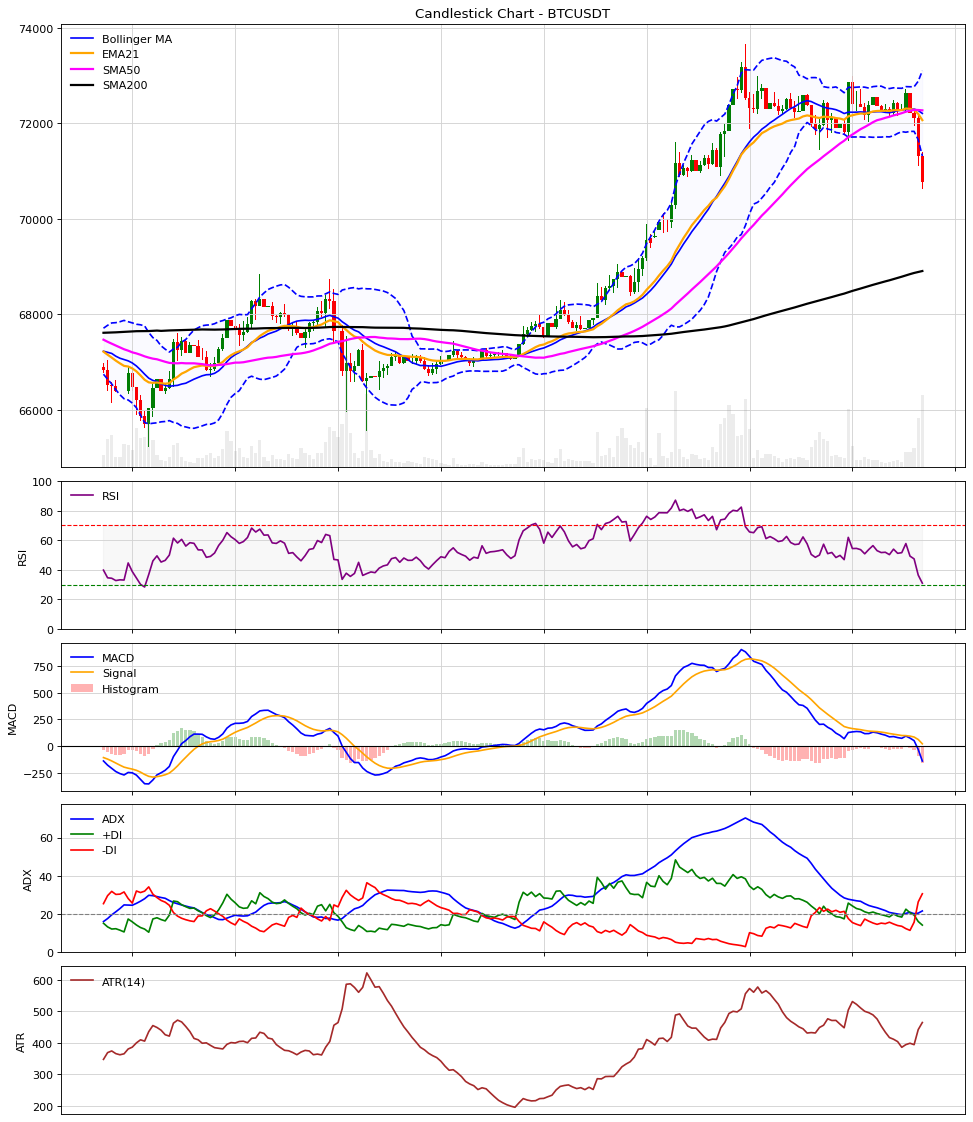 Candlestick Chart - BTCUSDT
74000
72000
70000
68000
66000
Bollinger MA
EMA21
SMA50
SMA200
100
80
60
40
20
0
RSI
RSI
750
500
250
0
−250
MACD
MACD
Signal
Histogram
60
40
20
0
ADX
ADX
+DI
-DI
600
500
400
300
200
ATR
ATR(14)